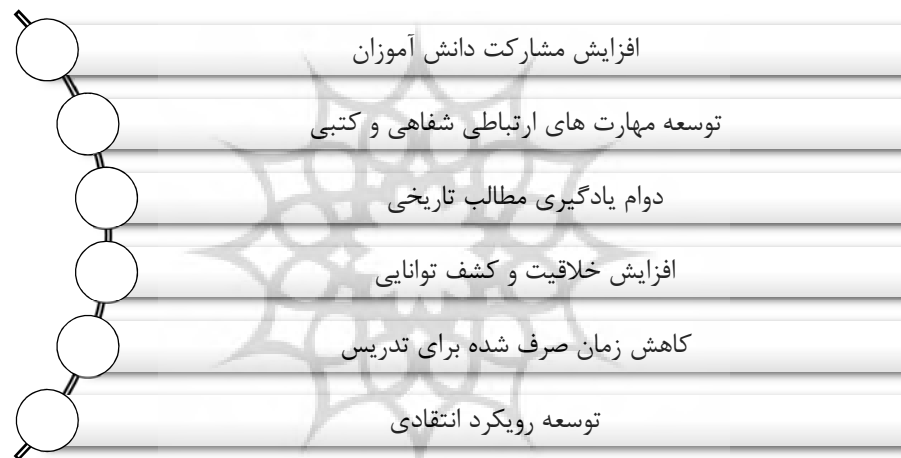 افزایش مشارکت دانش آموزان
توسعه مهارت های ارتباطی شفاهی و کتبی
دوام یادگیری مطالب تاریخی
افزایش خلاقیت و کشف توانایی
کاهش زمان صرف شده برای تدریس
توسعه رویکرد انتقادی